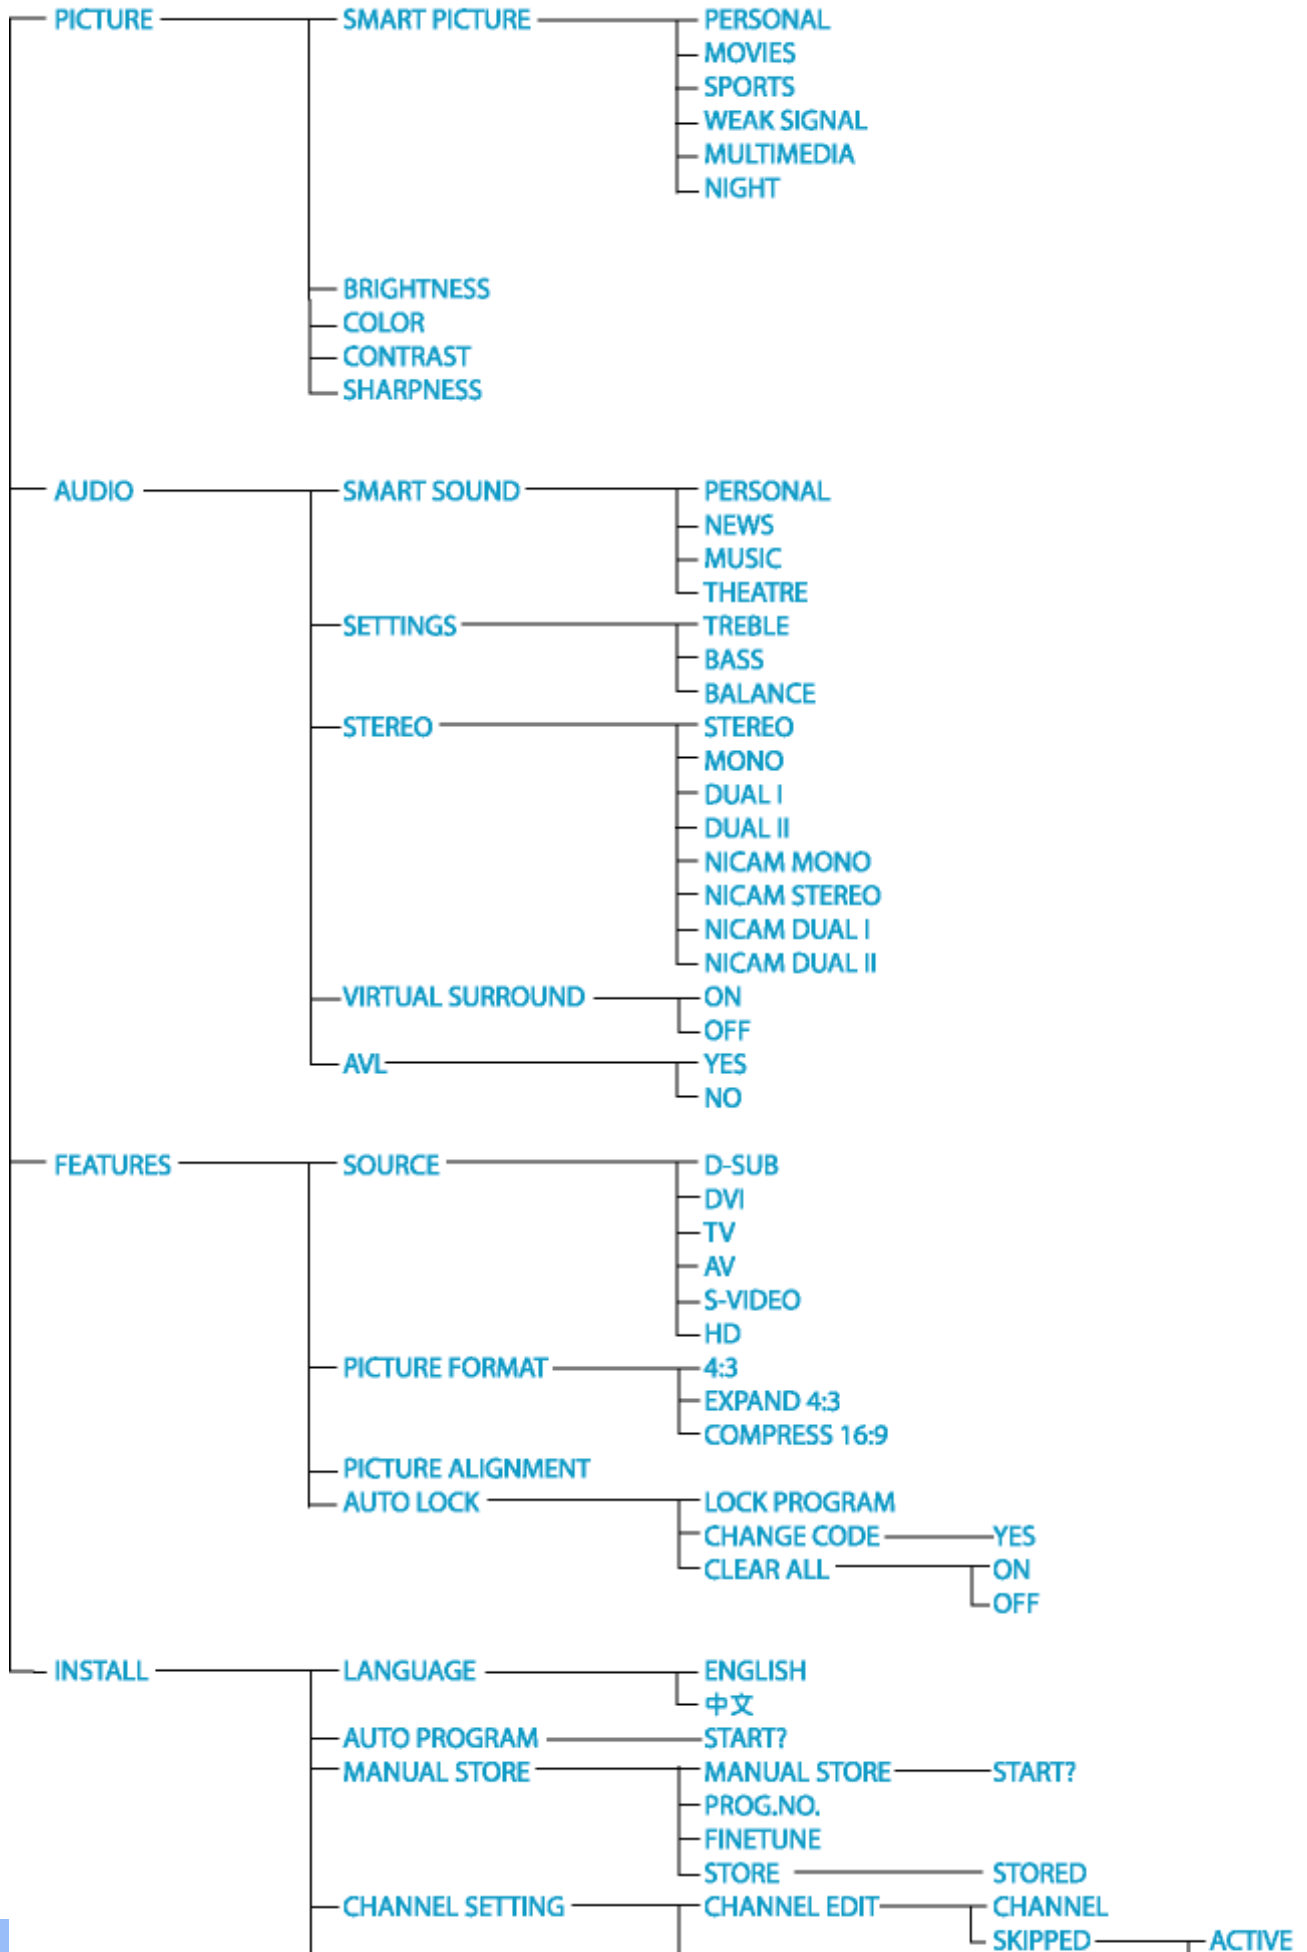 PICTURE SMART PICTURE PERSONAL
MOVIES
SPORTS
WEAK SIGNAL
MULTIMEDIA
NIGHT
BRIGHTNESS
COLOR
CONTRAST
SHARPNESS
AUDIO SMART SOUND PERSONAL
NEWS
MUSIC
THEATRE
SETTINGS TREBLE
BASS
BALANCE
STEREO STEREO
MONO
DUAL I
DUAL II
NICAM MONO
NICAM STEREO
NICAM DUAL I
NICAM DUAL II
VIRTUAL SURROUND ON
OFF
AVL YES
NO
FEATURES SOURCE D-SUB
DVI
TV
AV
S-VIDEO
HD
PICTURE FORMAT 4:3
EXPAND 4:3
COMPRESS 16:9
PICTURE ALIGNMENT
AUTO LOCK LOCK PROGRAM
CHANGE CODE YES
CLEAR ALL ON
OFF
INSTALL LANGUAGE ENGLISH
中文
AUTO PROGRAM START?
MANUAL STORE MANUAL STORE START?
PROG.NO.
FINETUNE
STORE STORED
CHANNEL SETTING CHANNEL EDIT CHANNEL
SKIPPED ACTIVE